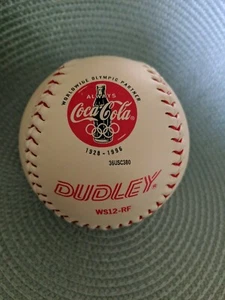 WORLDWIDE OLYMPIC PARTNER
ALWAYS
Coca-Cola
1928 - 1996
36USC380
DUDLEY
WS12-RF